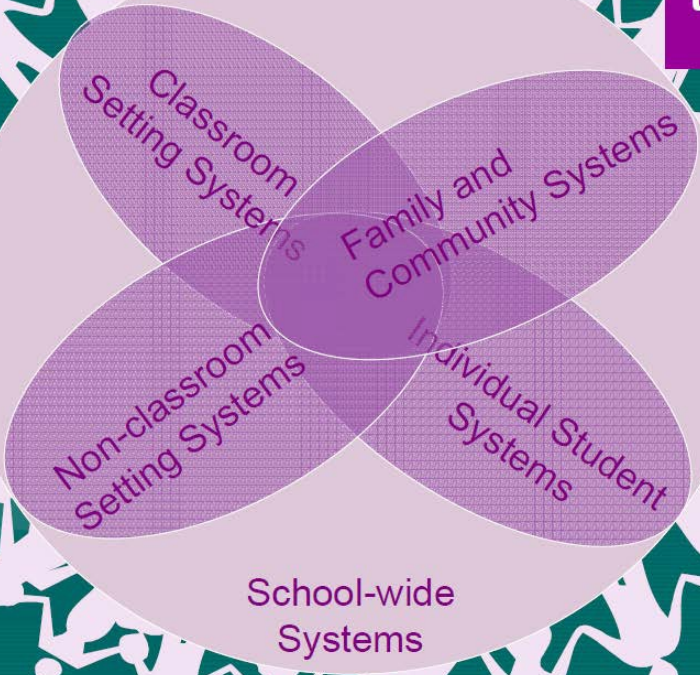 Classroom
Setting Systems
Family and
Community Systems
Non-classroom
Setting Systems
Individual Student
Systems
School-wide
Systems